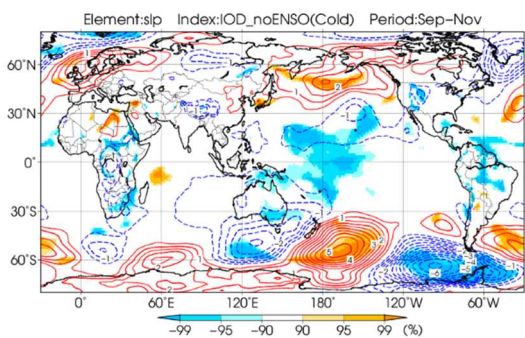 Element:slp Index:IOD_noENSO(Cold) Period:Sep-Nov
60°N
30°N
0°
30°S
60°S
0° 60°E 120°E 180° 120°W 60°W
-99 -95 -90 90 95 99 (%)